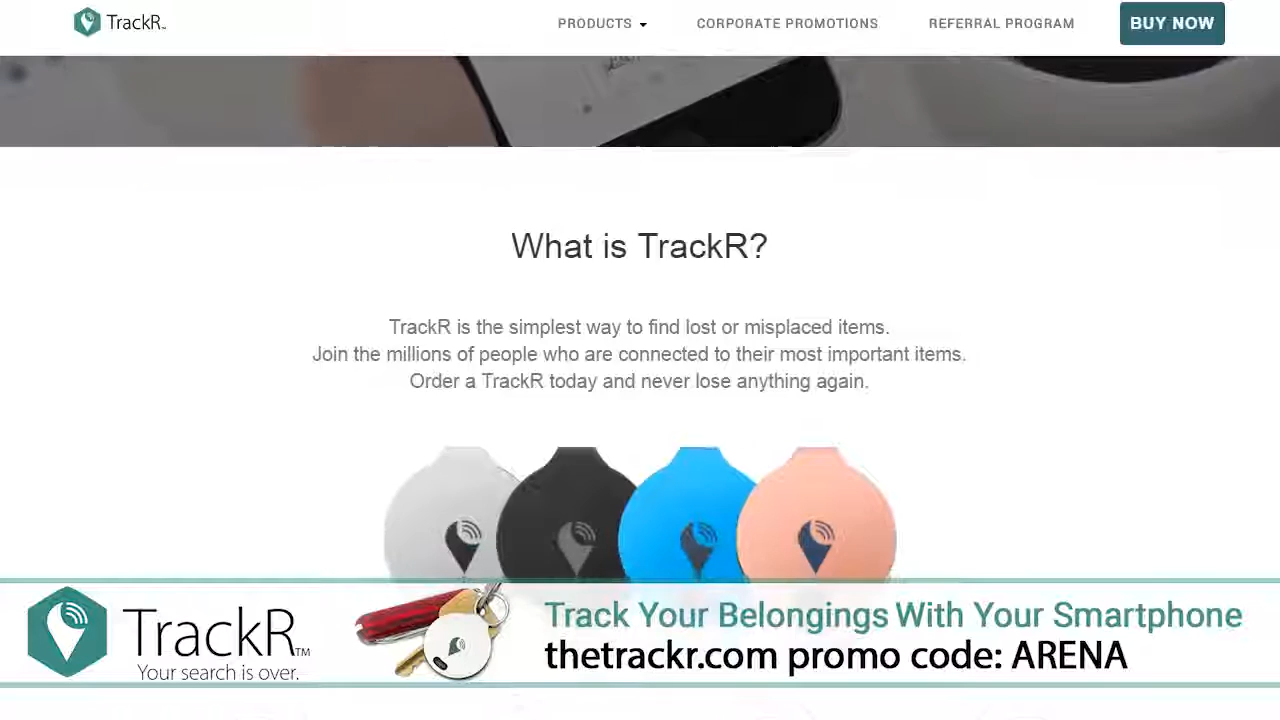 TrackR™
PRODUCTS
CORPORATE PROMOTIONS
REFERRAL PROGRAM
BUY NOW
What is TrackR?
TrackR is the simplest way to find lost or misplaced items.
Join the millions of people who are connected to their most important items.
Order a TrackR today and never lose anything again.
TrackR™
Your search is over.
Track Your Belongings With Your Smartphone
thetrackr.com promo code: ARENA